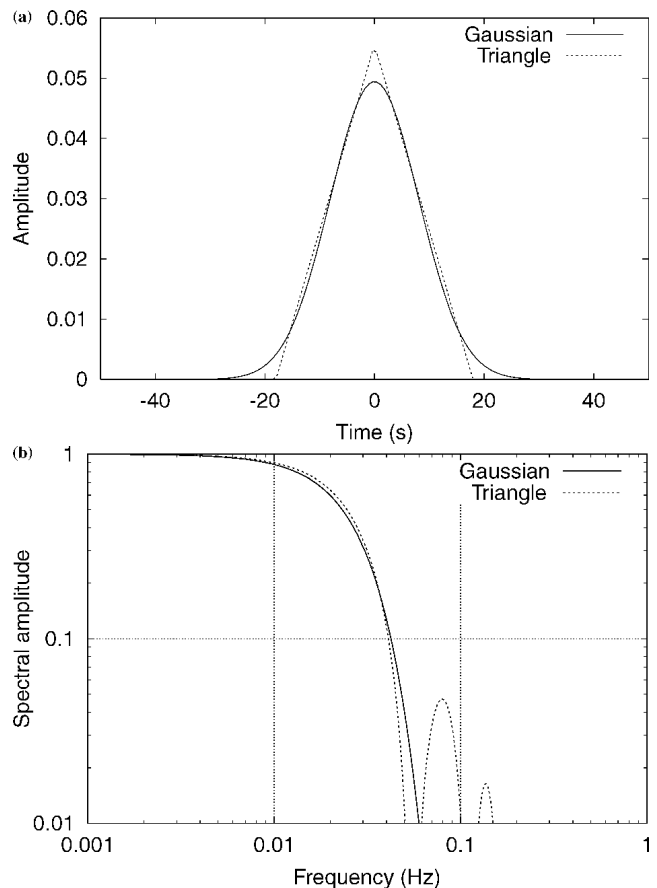 (a)
0.06
0.05
0.04
0.03
0.02
0.01
0
Amplitude
Gaussian
Triangle
-40 -20 0 20 40
Time (s)
(b)
1
0.1
0.01
Spectral amplitude
Gaussian
Triangle
0.001 0.01 0.1 1
Frequency (Hz)